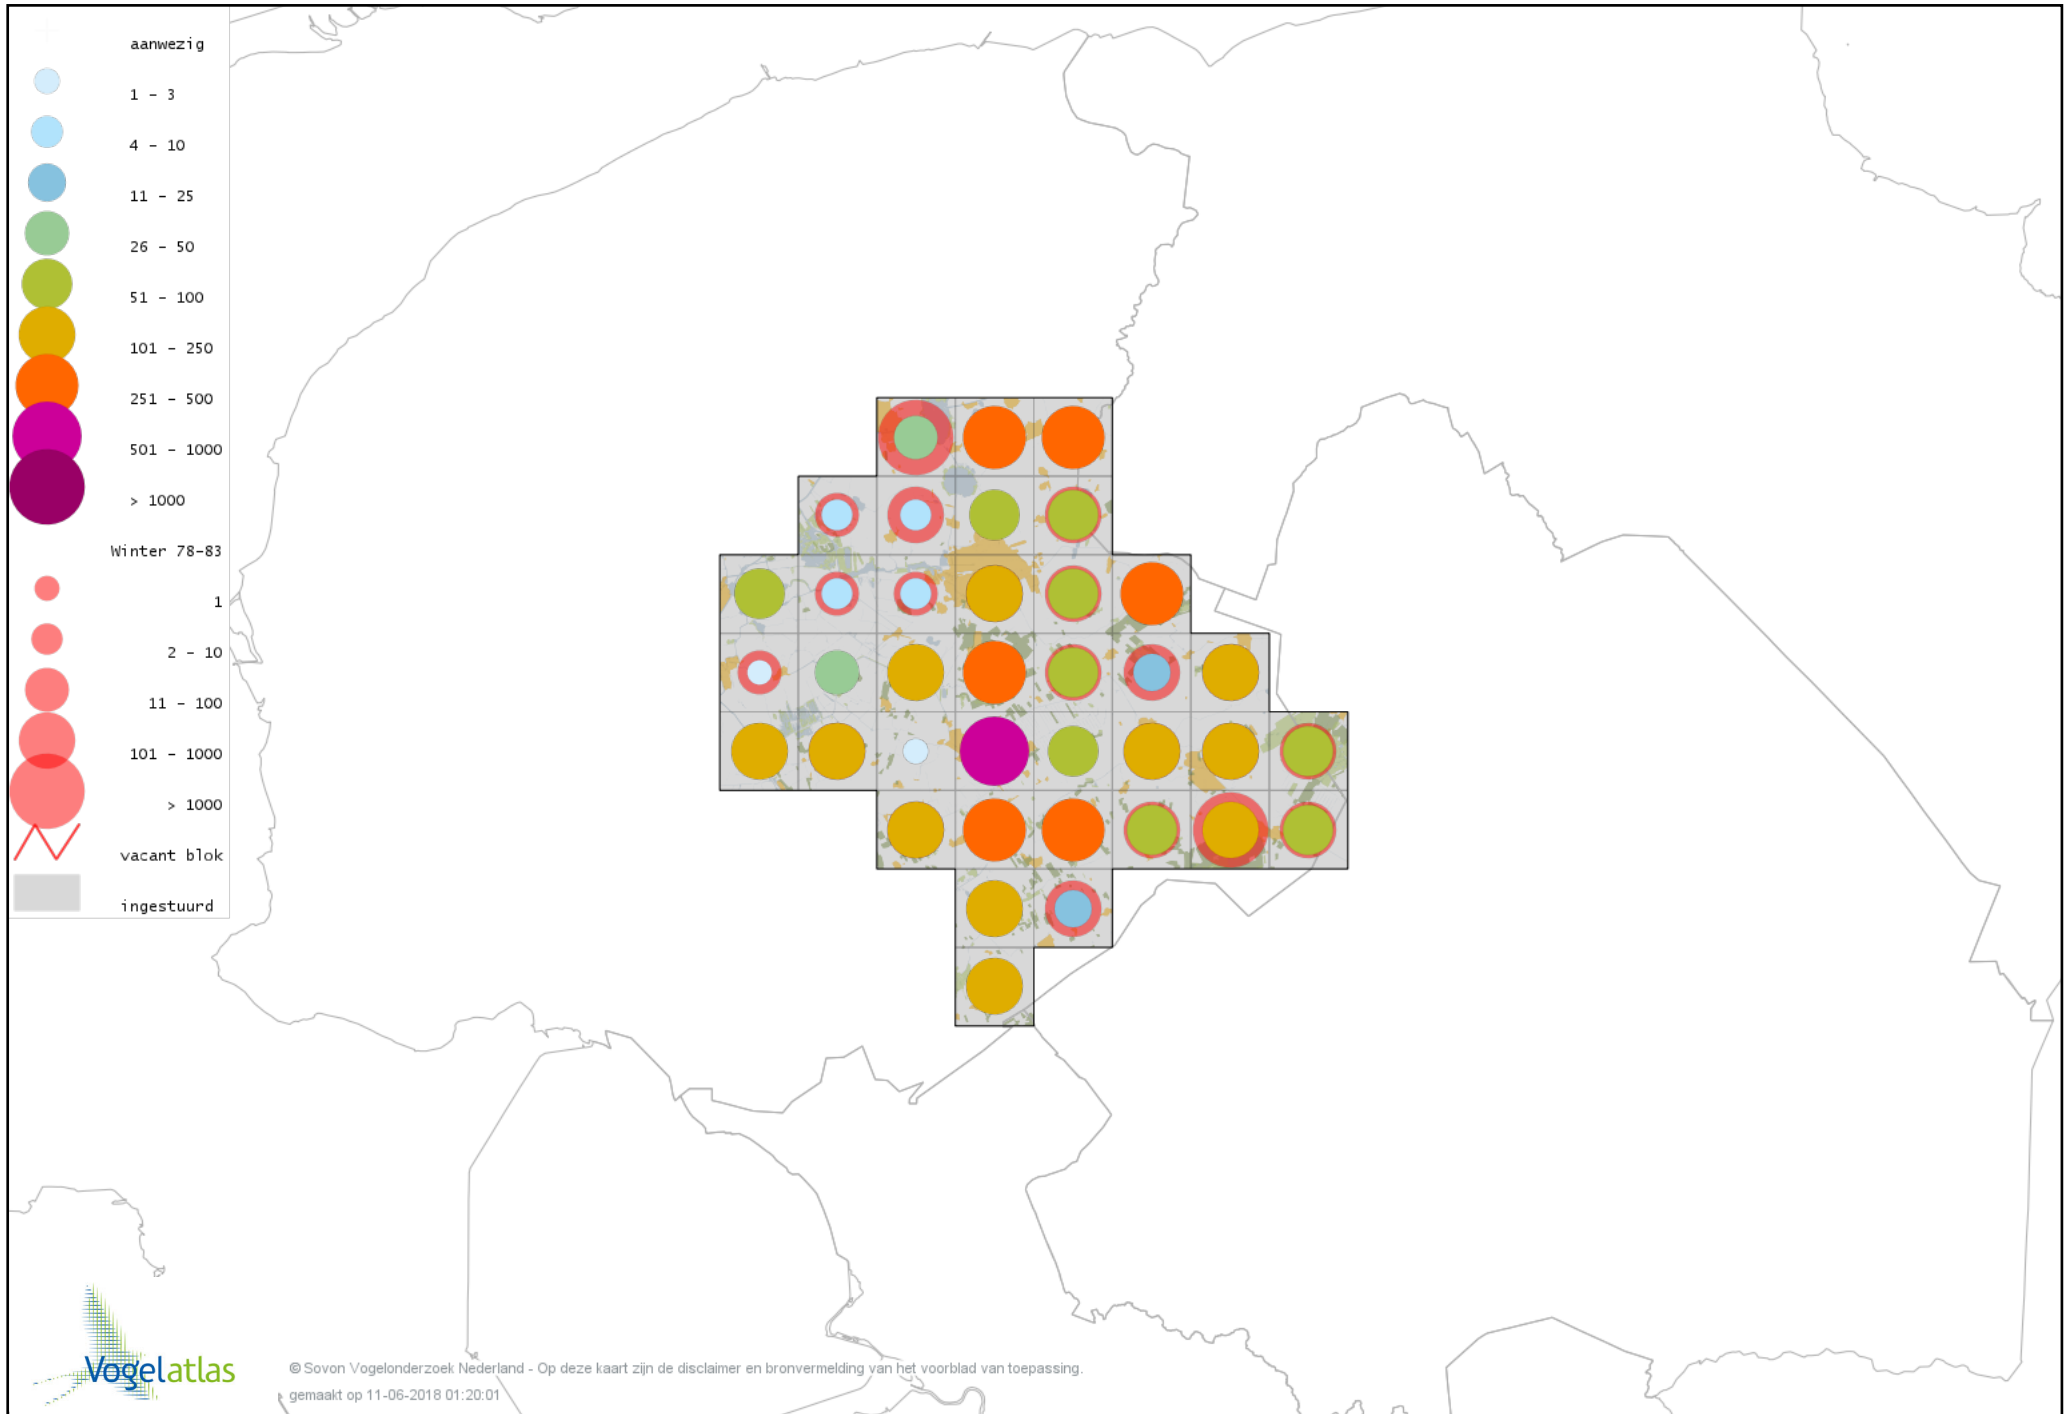 aanwezig
1 - 3
4 - 10
11 - 25
26 - 50
51 - 100
101 - 250
251 - 500
501 - 1000
> 1000
Winter 78-83
1
2 - 10
11 - 100
101 - 1000
> 1000
vacant blok
ingestuurd
Vogelatlas
© Sovon Vogelonderzoek Nederland - Op deze kaart zijn de disclaimer en bronvermelding van het voorblad van toepassing.
gemaakt op 11-06-2018 01:20:01